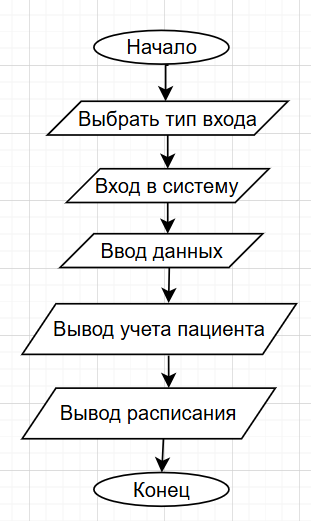 Начало
Выбрать тип входа
Вход в систему
Ввод данных
Вывод учета пациента
Вывод расписания
Конец